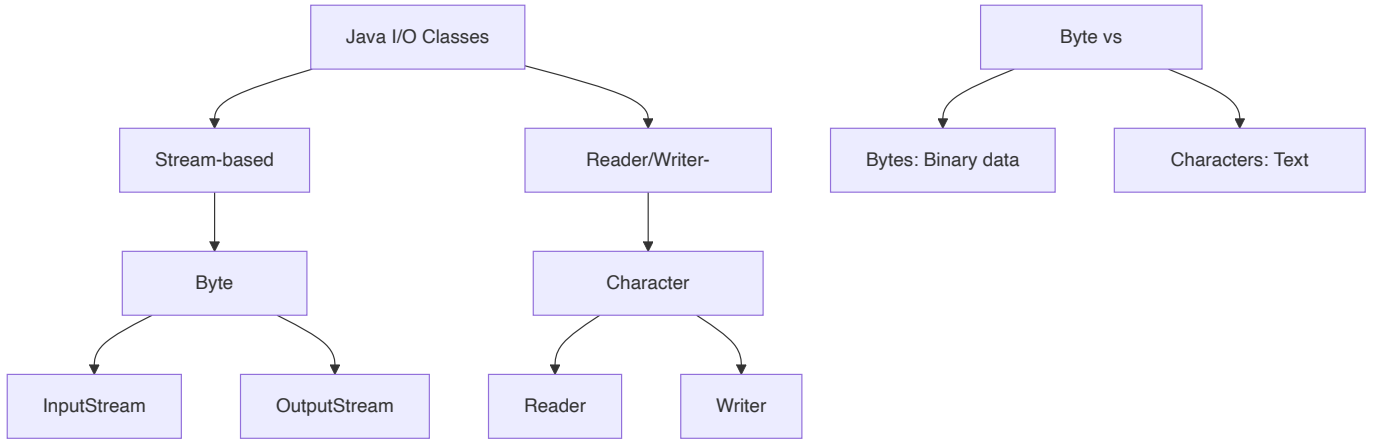 Java I/O Classes
Byte vs
Stream-based
Reader/Writer-
Bytes: Binary data
Characters: Text
Byte
Character
InputStream
OutputStream
Reader
Writer